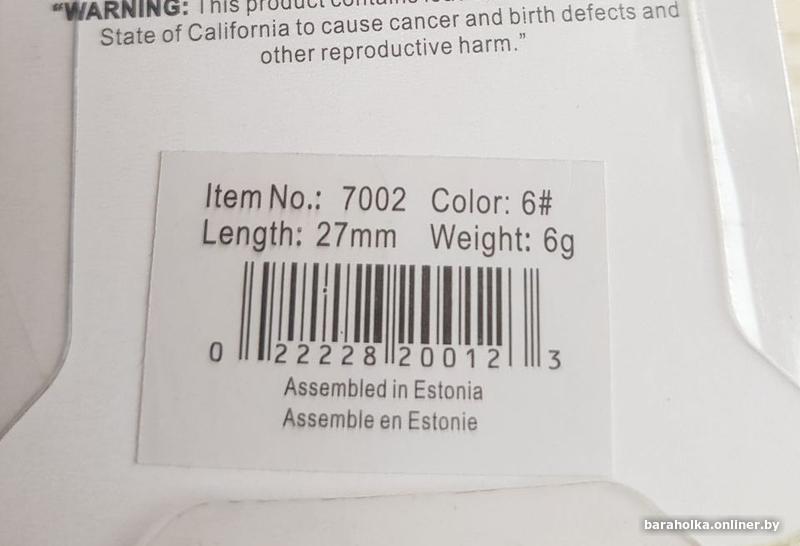 “WARNING: This product contains
State of California to cause cancer and birth defects and
other reproductive harm.”
Item No.: 7002 Color: 6#
Length: 27mm Weight: 6g
0 22228 20012 3
Assembled in Estonia
Assemble en Estonie
baraholka.onliner.by